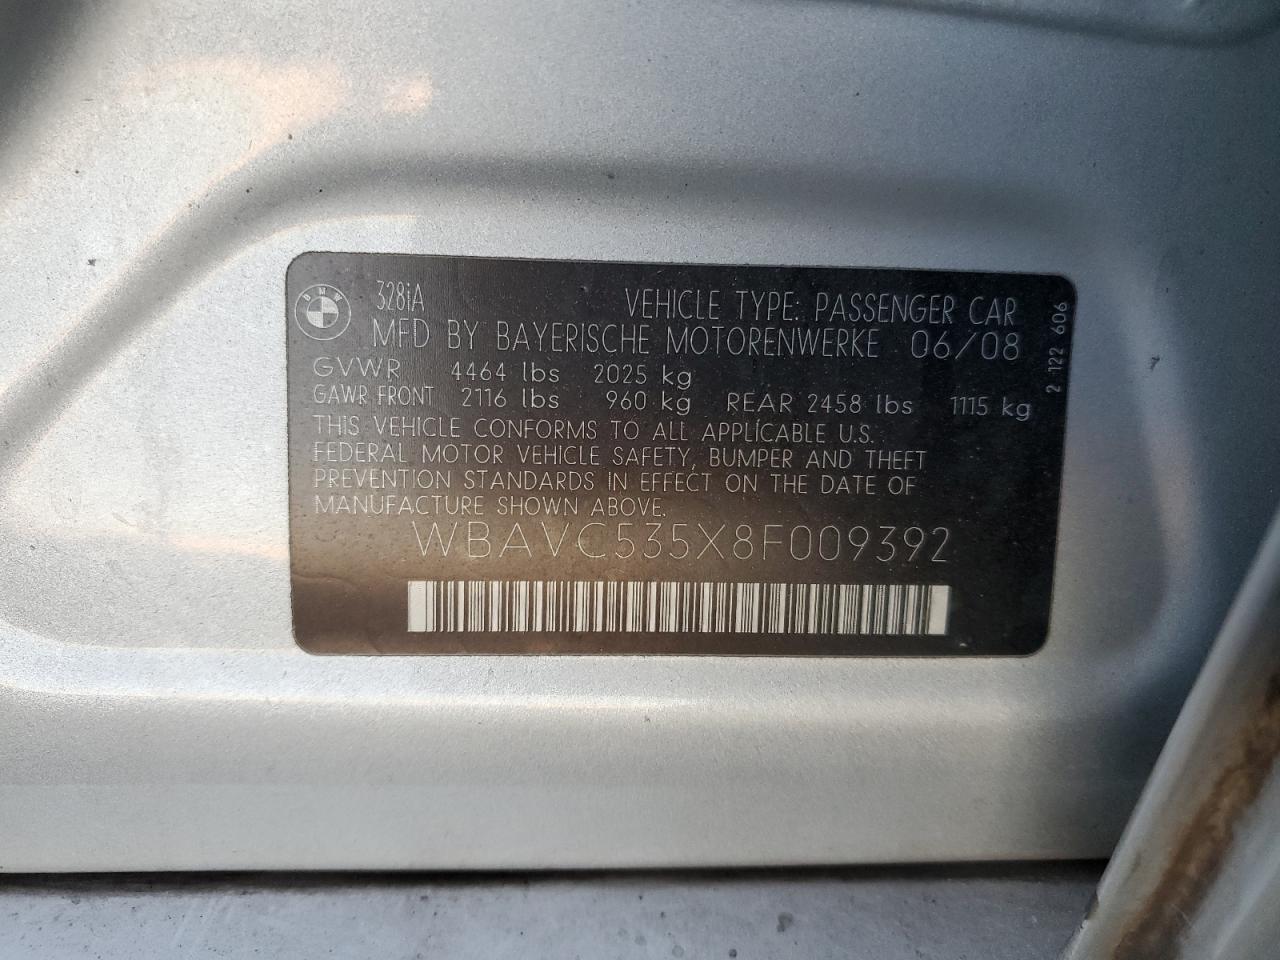 BMW
328iA VEHICLE TYPE: PASSENGER CAR
MFD BY BAYERISCHE MOTORENWERKE 06/08
GVWR 4464 lbs 2025 kg
GAWR FRONT 2116 lbs 960 kg REAR 2458 lbs 1115 kg
THIS VEHICLE CONFORMS TO ALL APPLICABLE U.S.
FEDERAL MOTOR VEHICLE SAFETY, BUMPER AND THEFT
PREVENTION STANDARDS IN EFFECT ON THE DATE OF
MANUFACTURE SHOWN ABOVE.
WBAVC535X8F009392
2 122 606